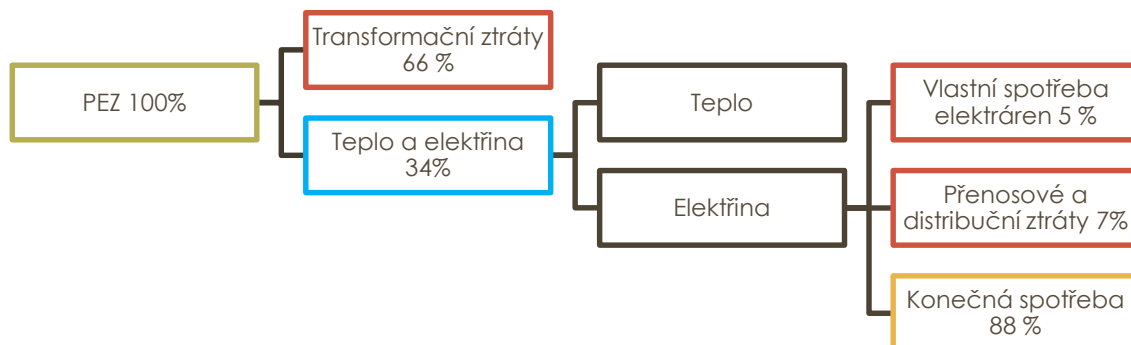 PEZ 100%
Transformační ztráty
66 %
Teplo a elektřina
34%
Teplo
Elektřina
Vlastní spotřeba
elektráren 5 %
Přenosové a
distribuční ztráty 7%
Konečná spotřeba
88 %